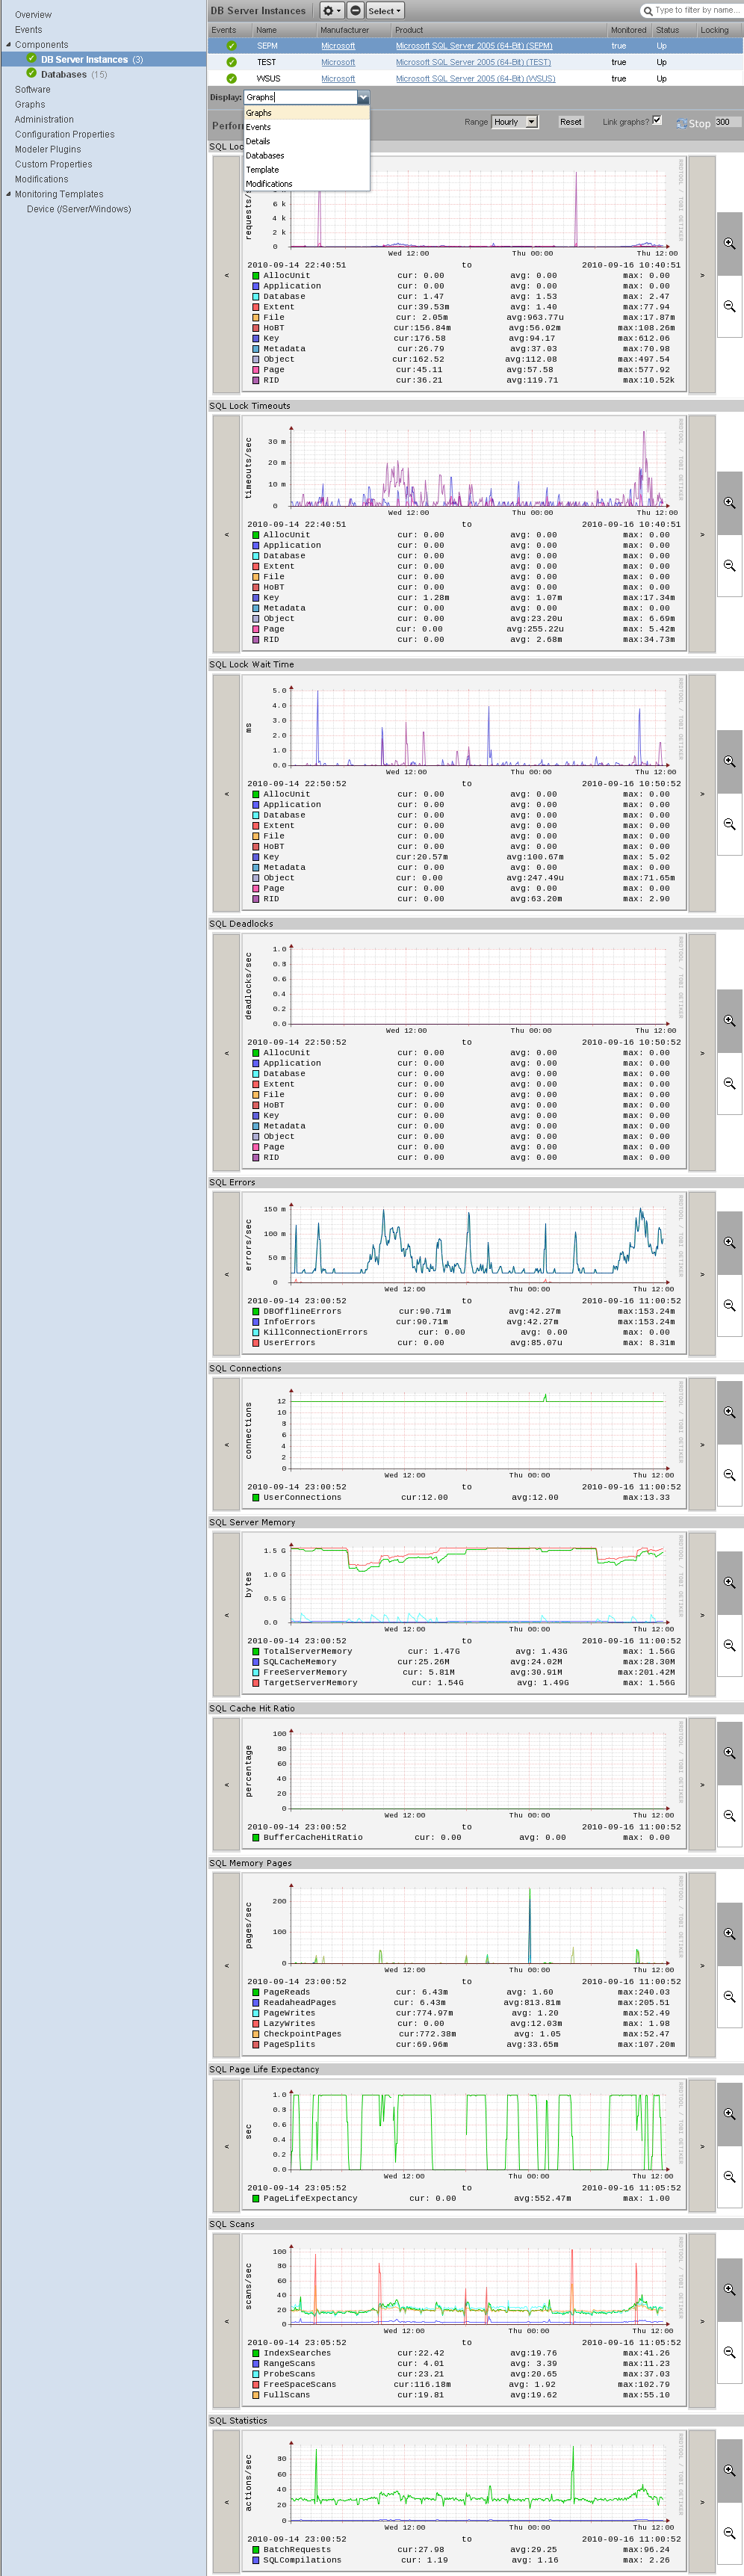 Overview
Events
Components
DB Server Instances (3)
Databases (15)
Software
Graphs
Administration
Configuration Properties
Modeler Plugins
Custom Properties
Modifications
Monitoring Templates
Device (/Server/Windows)
DB Server Instances Select Type to filter by name...
Events Name Manufacturer Product Monitored Status Locking
SEPM Microsoft Microsoft SQL Server 2005 (64-Bit) (SEPM) true Up
TEST Microsoft Microsoft SQL Server 2005 (64-Bit) (TEST) true Up
WSUS Microsoft Microsoft SQL Server 2005 (64-Bit) (WSUS) true Up
Display: Graphs
Graphs
Events
Details
Databases
Template
Modifications
Range Hourly Reset Link graphs? Stop 300
6 k
4 k
2 k
0
Wed 12:00 Thu 00:00 Thu 12:00
2010-09-14 22:40:51 to 2010-09-16 10:40:51
AllocUnit cur: 0.00 avg: 0.00 max: 0.00
Application cur: 0.00 avg: 0.00 max: 0.00
Database cur: 1.47 avg: 1.53 max: 2.47
Extent cur:39.53m avg: 1.40 max:77.94
File cur: 2.05m avg:963.77u max:17.87m
HoBT cur:156.84m avg:56.02m max:108.26m
Key cur:176.58 avg:94.17 max:612.06
Metadata cur:26.79 avg:37.03 max:70.98
Object cur:162.52 avg:112.08 max:497.54
Page cur:45.11 avg:57.58 max:577.92
RID cur:36.21 avg:119.71 max:10.52k
SQL Lock Timeouts
timeouts/sec
30 m
20 m
10 m
0
Wed 12:00 Thu 00:00 Thu 12:00
2010-09-14 22:40:51 to 2010-09-16 10:40:51
AllocUnit cur: 0.00 avg: 0.00 max: 0.00
Application cur: 0.00 avg: 0.00 max: 0.00
Database cur: 0.00 avg: 0.00 max: 0.00
Extent cur: 0.00 avg: 0.00 max: 0.00
File cur: 0.00 avg: 0.00 max: 0.00
HoBT cur: 0.00 avg: 0.00 max: 0.00
Key cur: 1.28m avg: 1.07m max:17.34m
Metadata cur: 0.00 avg: 0.00 max: 0.00
Object cur: 0.00 avg:23.20u max: 6.69m
Page cur: 0.00 avg:255.22u max: 5.42m
RID cur: 0.00 avg: 2.68m max:34.73m
SQL Lock Wait Time
ms
5.0
4.0
3.0
2.0
1.0
0.0
Wed 12:00 Thu 00:00 Thu 12:00
2010-09-14 22:50:52 to 2010-09-16 10:50:52
AllocUnit cur: 0.00 avg: 0.00 max: 0.00
Application cur: 0.00 avg: 0.00 max: 0.00
Database cur: 0.00 avg: 0.00 max: 0.00
Extent cur: 0.00 avg: 0.00 max: 0.00
File cur: 0.00 avg: 0.00 max: 0.00
HoBT cur: 0.00 avg: 0.00 max: 0.00
Key cur:20.57m avg:100.67m max: 5.02
Metadata cur: 0.00 avg: 0.00 max: 0.00
Object cur: 0.00 avg:247.49u max:71.65m
Page cur: 0.00 avg: 0.00 max: 0.00
RID cur: 0.00 avg:63.20m max: 2.90
SQL Deadlocks
deadlocks/sec
1.0
0.8
0.6
0.4
0.2
0.0
Wed 12:00 Thu 00:00 Thu 12:00
2010-09-14 22:50:52 to 2010-09-16 10:50:52
AllocUnit cur: 0.00 avg: 0.00 max: 0.00
Application cur: 0.00 avg: 0.00 max: 0.00
Database cur: 0.00 avg: 0.00 max: 0.00
Extent cur: 0.00 avg: 0.00 max: 0.00
File cur: 0.00 avg: 0.00 max: 0.00
HoBT cur: 0.00 avg: 0.00 max: 0.00
Key cur: 0.00 avg: 0.00 max: 0.00
Metadata cur: 0.00 avg: 0.00 max: 0.00
Object cur: 0.00 avg: 0.00 max: 0.00
Page cur: 0.00 avg: 0.00 max: 0.00
RID cur: 0.00 avg: 0.00 max: 0.00
SQL Errors
errors/sec
150 m
100 m
50 m
0
Wed 12:00 Thu 00:00 Thu 12:00
2010-09-14 23:00:52 to 2010-09-16 11:00:52
DBOfflineErrors cur:90.71m avg:42.27m max:153.24m
InfoErrors cur:90.71m avg:42.27m max:153.24m
KillConnectionErrors cur: 0.00 avg: 0.00 max: 0.00
UserErrors cur: 0.00 avg:85.07u max: 8.31m
SQL Connections
connections
12
10
8
6
4
2
0
Wed 12:00 Thu 00:00 Thu 12:00
2010-09-14 23:00:52 to 2010-09-16 11:00:52
UserConnections cur:12.00 avg:12.00 max:13.33
SQL Server Memory
bytes
1.5 G
1.0 G
0.5 G
0.0
Wed 12:00 Thu 00:00 Thu 12:00
2010-09-14 23:00:52 to 2010-09-16 11:00:52
TotalServerMemory cur: 1.47G avg: 1.43G max: 1.56G
SQLCacheMemory cur:25.26M avg:24.02M max:28.30M
FreeServerMemory cur: 5.81M avg:30.91M max:201.42M
TargetServerMemory cur: 1.54G avg: 1.49G max: 1.56G
SQL Cache Hit Ratio
percentage
100
80
60
40
20
0
Wed 12:00 Thu 00:00 Thu 12:00
2010-09-14 23:00:52 to 2010-09-16 11:00:52
BufferCacheHitRatio cur: 0.00 avg: 0.00 max: 0.00
SQL Memory Pages
pages/sec
200
100
0
Wed 12:00 Thu 00:00 Thu 12:00
2010-09-14 23:00:52 to 2010-09-16 11:00:52
PageReads cur: 6.43m avg: 1.60 max:240.03
ReadaheadPages cur: 6.43m avg:813.81m max:205.51
PageWrites cur:774.97m avg: 1.20 max:52.49
LazyWrites cur: 0.00 avg:12.03m max: 1.98
CheckpointPages cur:772.38m avg: 1.05 max:52.47
PageSplits cur:69.96m avg:33.65m max:107.20m
SQL Page Life Expectancy
sec
1.0
0.8
0.6
0.4
0.2
0.0
Wed 12:00 Thu 00:00 Thu 12:00
2010-09-14 23:05:52 to 2010-09-16 11:05:52
PageLifeExpectancy cur: 0.00 avg:552.47m max: 1.00
SQL Scans
scans/sec
100
80
60
40
20
0
Wed 12:00 Thu 00:00 Thu 12:00
2010-09-14 23:05:52 to 2010-09-16 11:05:52
IndexSearches cur:22.42 avg:19.76 max:41.26
RangeScans cur: 4.01 avg: 3.39 max:11.23
ProbeScans cur:23.21 avg:20.65 max:37.03
FreeSpaceScans cur:116.18m avg: 1.92 max:102.79
FullScans cur:19.81 avg:19.62 max:55.10
SQL Statistics
actions/sec
80
60
40
20
0
Wed 12:00 Thu 00:00 Thu 12:00
2010-09-14 23:00:52 to 2010-09-16 11:00:52
BatchRequests cur:27.98 avg:29.25 max:96.24
SQLCompilations cur: 1.19 avg: 1.16 max: 2.26